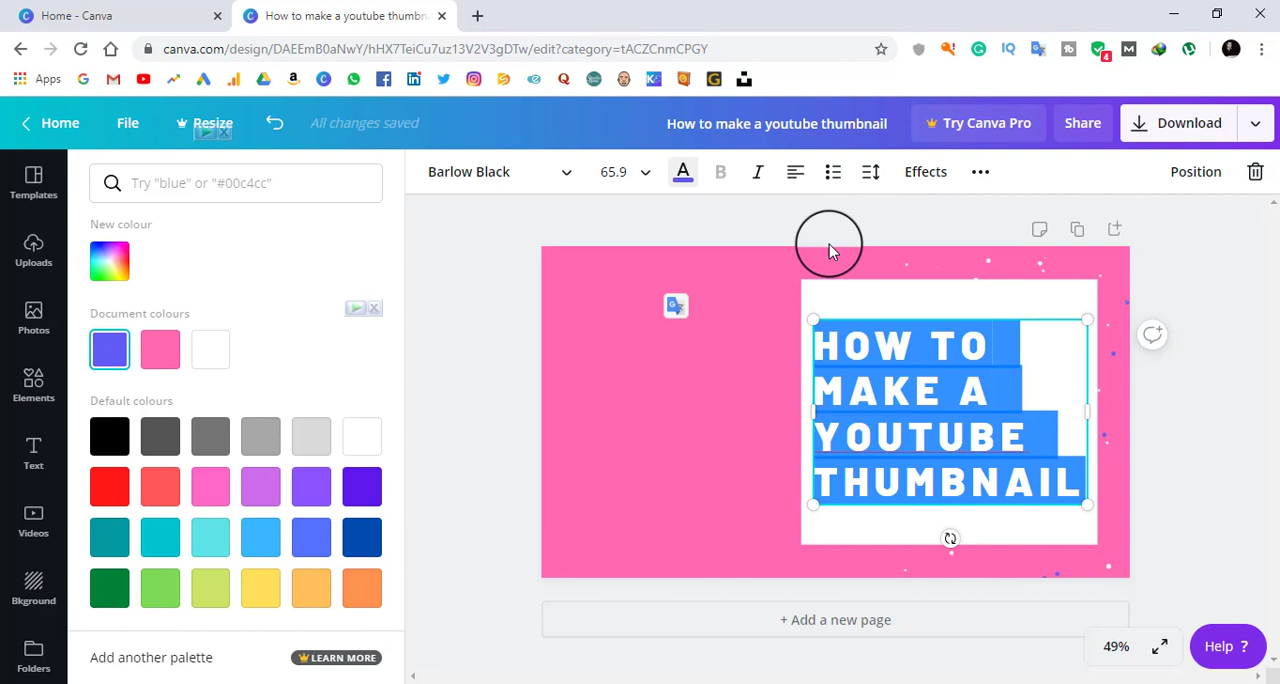 Home - Canva
How to make a youtube thumbn
canva.com/design/DAEmB0aNwY/hHX7TeiCu7uz13V2V3gDTw/edit?category=tACZCnmCPGY
Apps
4
Home
File
Resize
All changes saved
How to make a youtube thumbnail
Try Canva Pro
Share
Download
Templates
Uploads
Photos
Elements
Text
Videos
Bkground
Folders
Try "blue" or "#00c4cc"
New colour
Document colours
Default colours
Add another palette
LEARN MORE
Barlow Black
65.9
A
B
I
Effects
Position
HOW TO
MAKE A
YOUTUBE
THUMBNAIL
+ Add a new page
49%
Help ?